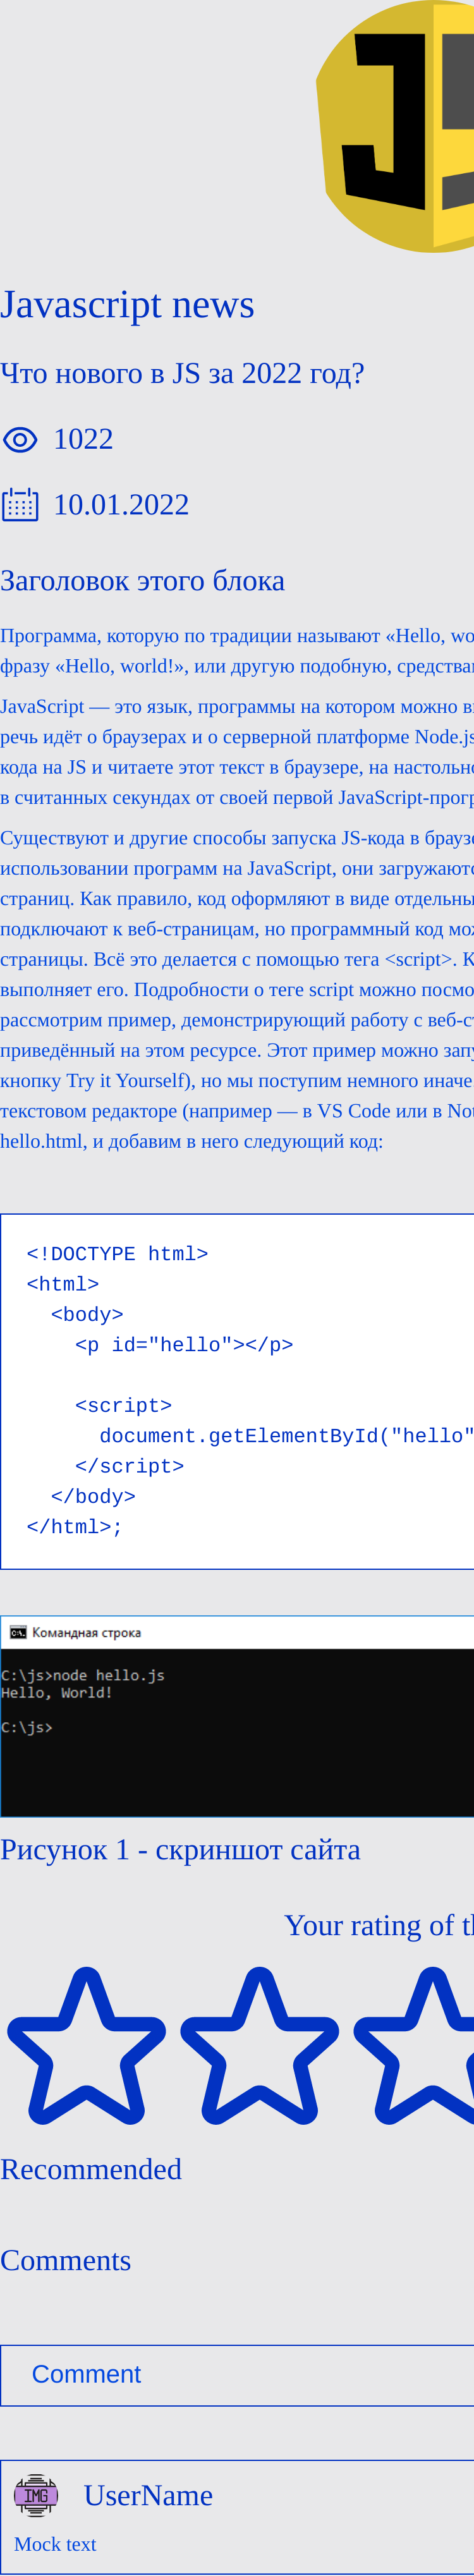 JS
Javascript news
Что нового в JS за 2022 год?
1022
10.01.2022
Заголовок этого блока
Программа, которую по традиции называют «Hello, wo
фразу «Hello, world!», или другую подобную, средства
JavaScript — это язык, программы на котором можно в
речь идёт о браузерах и о серверной платформе Node.js
кода на JS и читаете этот текст в браузере, на настольн
в считанных секундах от своей первой JavaScript-прог
Существуют и другие способы запуска JS-кода в брауз
использовании программ на JavaScript, они загружаютс
страниц. Как правило, код оформляют в виде отдельны
подключают к веб-страницам, но программный код мо
страницы. Всё это делается с помощью тега <script>. К
выполняет его. Подробности о теге script можно посмо
рассмотрим пример, демонстрирующий работу с веб-ст
приведённый на этом ресурсе. Этот пример можно запу
кнопку Try it Yourself), но мы поступим немного иначе
текстовом редакторе (например — в VS Code или в Not
hello.html, и добавим в него следующий код:
<!DOCTYPE html>
<html>
<body>
<p id="hello"></p>
<script>
document.getElementById("hello"
</script>
</body>
</html>;
Командная строка
C:\js>node hello.js
Hello, World!
C:\js>
Рисунок 1 - скриншот сайта
Your rating of th
Recommended
Comments
Comment
IMG
UserName
Mock text